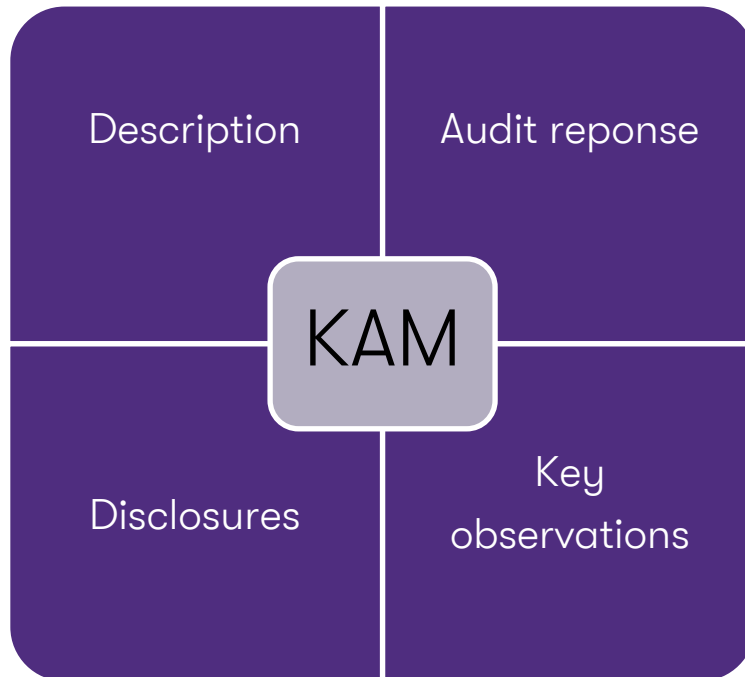 Description
Audit reponse
KAM
Disclosures
Key
observations